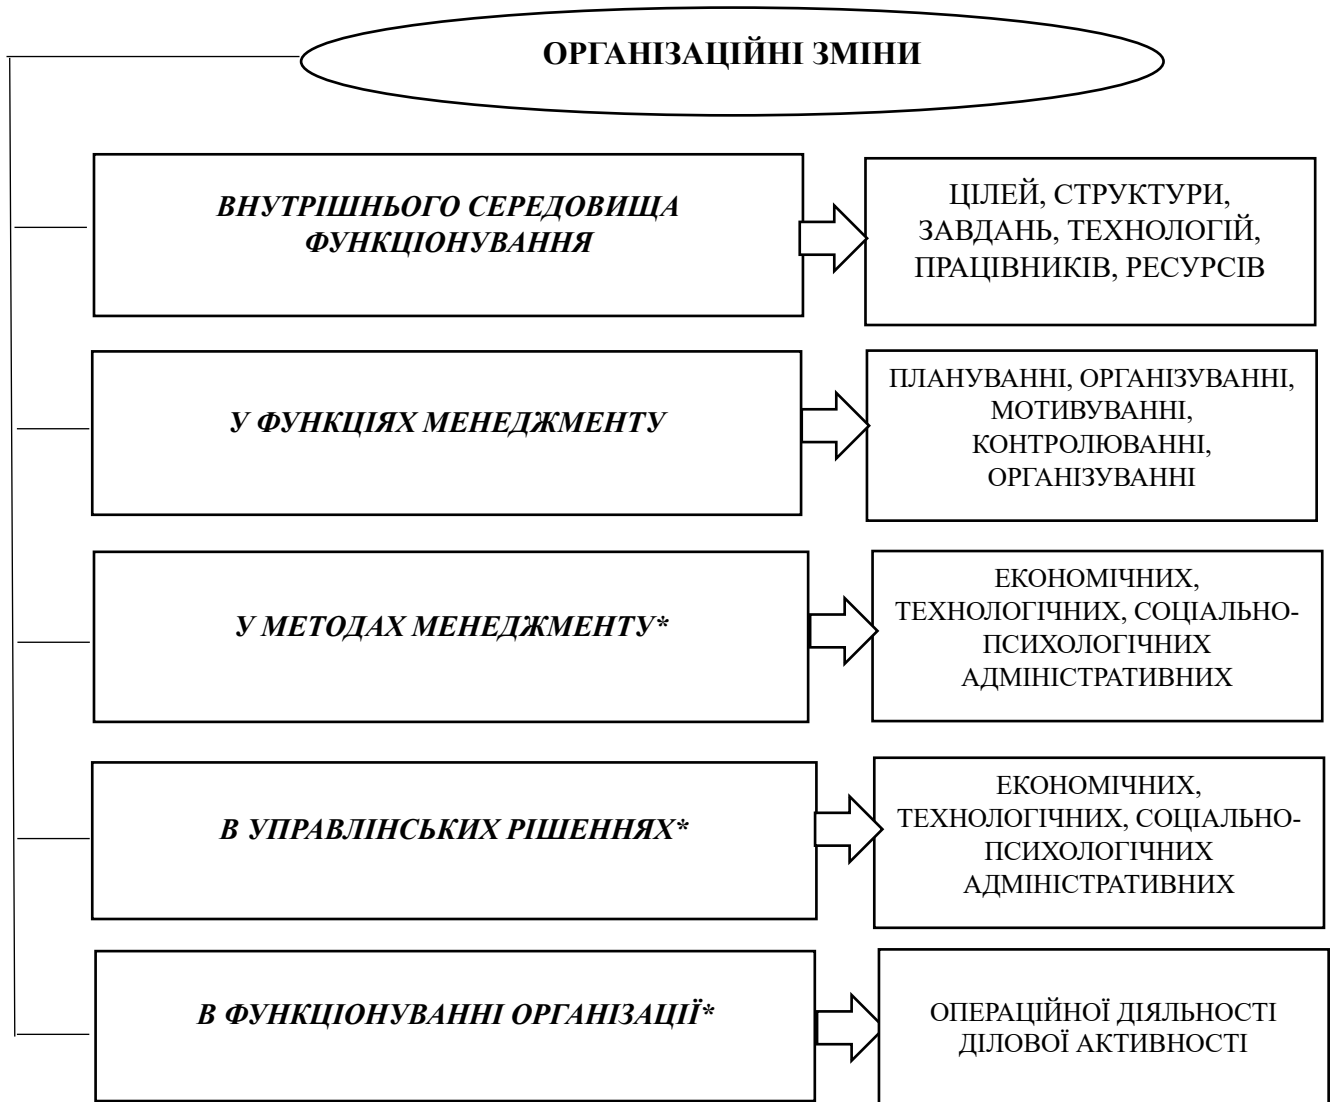 ОРГАНІЗАЦІЙНІ ЗМІНИ
ВНУТРІШНЬОГО СЕРЕДОВИЩА
ФУНКЦІОНУВАННЯ
ЦІЛЕЙ, СТРУКТУРИ,
ЗАВДАНЬ, ТЕХНОЛОГІЙ,
ПРАЦІВНИКІВ, РЕСУРСІВ
У ФУНКЦІЯХ МЕНЕДЖМЕНТУ
ПЛАНУВАННІ, ОРГАНІЗУВАННІ,
МОТИВУВАННІ,
КОНТРОЛЮВАННІ,
ОРГАНІЗУВАННІ
У МЕТОДАХ МЕНЕДЖМЕНТУ*
ЕКОНОМІЧНИХ,
ТЕХНОЛОГІЧНИХ, СОЦІАЛЬНО-
ПСИХОЛОГІЧНИХ
АДМІНІСТРАТИВНИХ
В УПРАВЛІНСЬКИХ РІШЕННЯХ*
ЕКОНОМІЧНИХ,
ТЕХНОЛОГІЧНИХ, СОЦІАЛЬНО-
ПСИХОЛОГІЧНИХ
АДМІНІСТРАТИВНИХ
В ФУНКЦІОНУВАННІ ОРГАНІЗАЦІЇ*
ОПЕРАЦІЙНОЇ ДІЯЛЬНОСТІ
ДІЛОВОЇ АКТИВНОСТІ